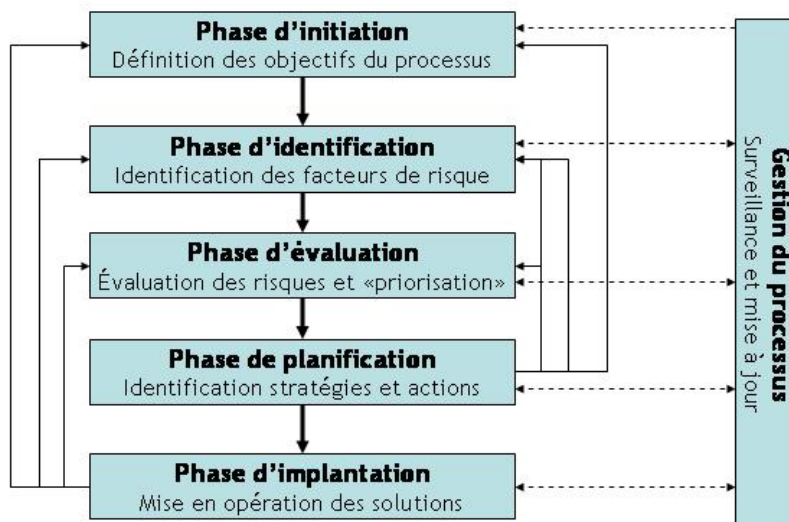 Phase d'initiation
Définition des objectifs du processus
Phase d'identification
Identification des facteurs de risque
Phase d'évaluation
Évaluation des risques et «priorisation»
Phase de planification
Identification stratégies et actions
Phase d'implantation
Mise en opération des solutions
Gestion du processus
Surveillance et mise à jour